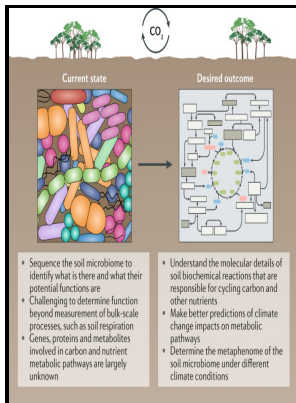 CO2
Current state
Desired outcome
• Sequence the soil microbiome to
identify what is there and what their
potential functions are
• Challenging to determine function
beyond measurement of bulk-scale
processes, such as soil respiration
• Genes, proteins and metabolites
involved in carbon and nutrient
metabolic pathways are largely
unknown
• Understand the molecular details of
soil biochemical reactions that are
responsible for cycling carbon and
other nutrients
• Make better predictions of climate
change impacts on metabolic
pathways
• Determine the metaphenome of the
soil microbiome under different
climate conditions